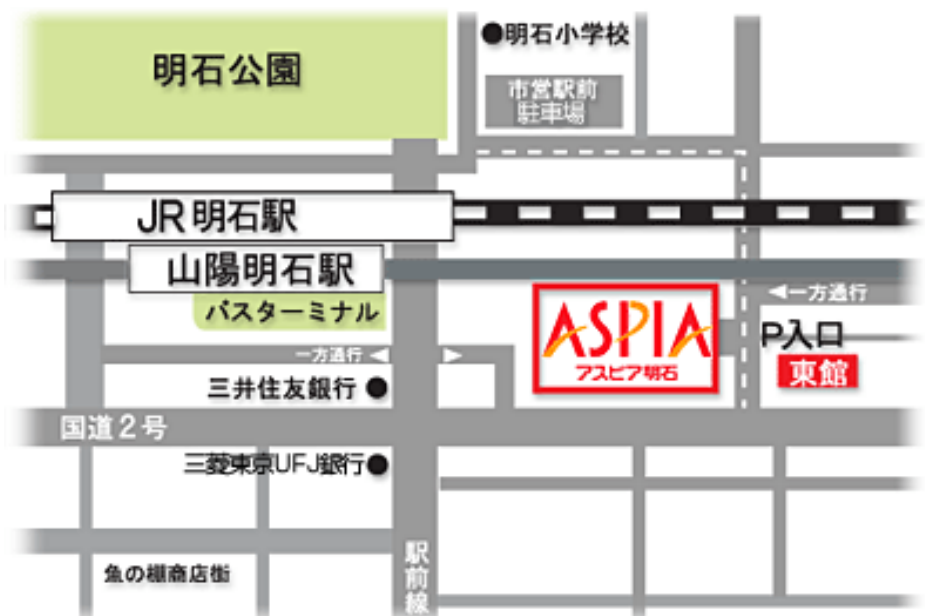 ●明石小学校
明石公園
市営駅前
駐車場
JR明石駅
山陽明石駅
バスターミナル
◀一方通行
ASPIA
アスピア明石
P入口
東館
一方通行◀ ▶
三井住友銀行●
国道2号
三菱東京UFJ銀行●
駅前線
魚の棚商店街